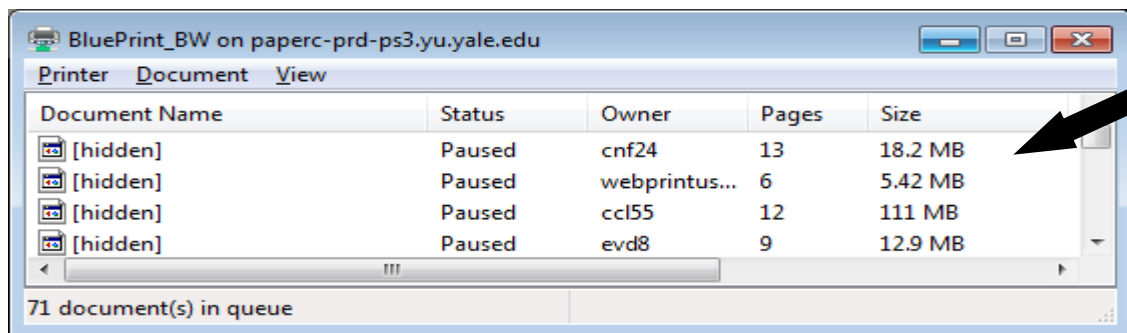 BluePrint_BW on paperc-prd-ps3.yu.yale.edu
Printer Document View
Document Name Status Owner Pages Size
[hidden] Paused cnf24 13 18.2 MB
[hidden] Paused webprintus... 6 5.42 MB
[hidden] Paused ccl55 12 111 MB
[hidden] Paused evd8 9 12.9 MB
71 document(s) in queue